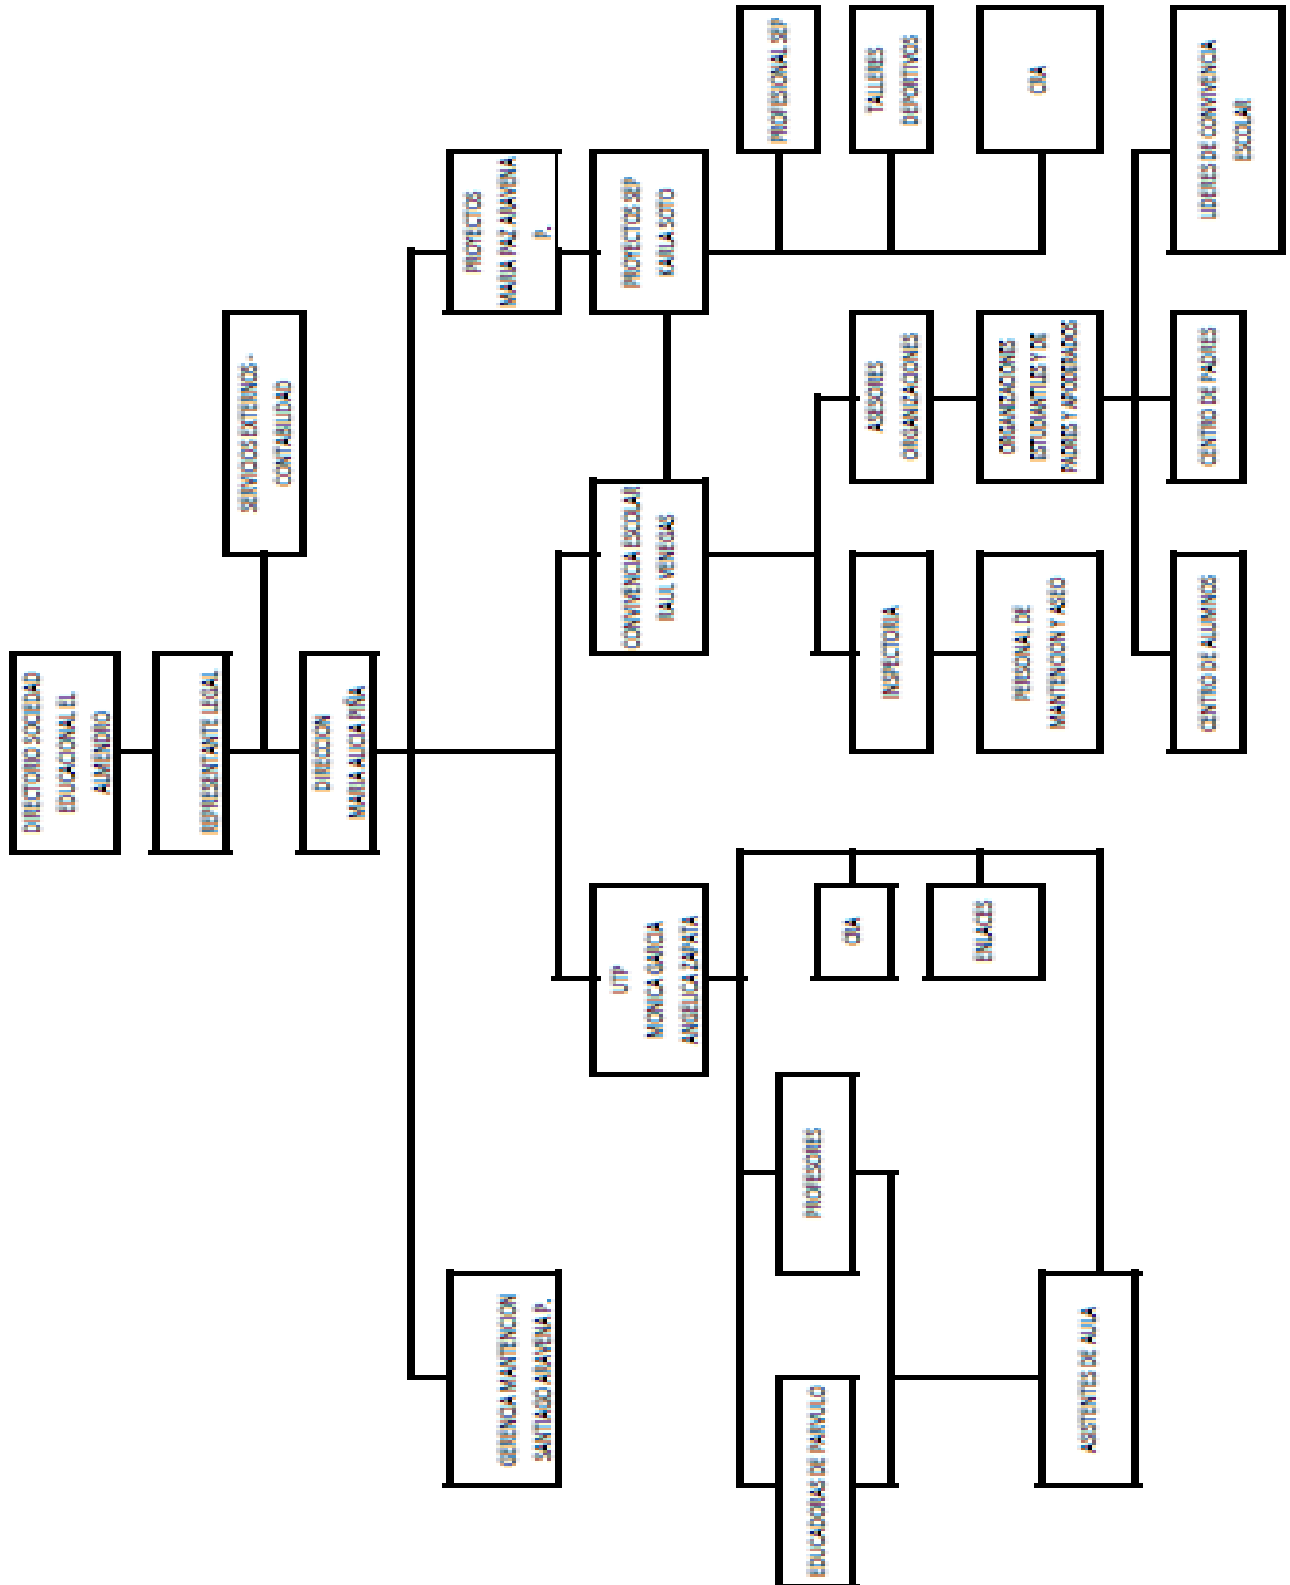 DIRECTORIO SOCIEDAD
EDUCACIONAL EL
ALMENDRO
REPRESENTANTE LEGAL
SERVICIOS EXTERNOS -
CONTABILIDAD
DIRECCION
MARIA ALICIA PIÑA
GERENCIA MANTENCION
SANTIAGO ARAVENA P.
PROYECTOS
MARIA PAZ ARAVENA
P.
UTP
MONICA GARCIA
ANGELICA ZAPATA
CONVIVENCIA ESCOLAR
RAUL VENEGAS
PROYECTOS SEP
KARLA SOTO
PROFESIONAL SEP
EDUCADORAS DE PARVULO
PROFESORES
CRA
INSPECTORIA
ASESORES
ORGANIZACIONES
TALLERES
DEPORTIVOS
ENLACES
PERSONAL DE
MANTENCION Y ASEO
ORGANIZACIONES
ESTUDIANTILES Y DE
PADRES Y APODERADOS
CRA
ASISTENTES DE AULA
CENTRO DE ALUMNOS
CENTRO DE PADRES
LIDERES DE CONVIVENCIA
ESCOLAR